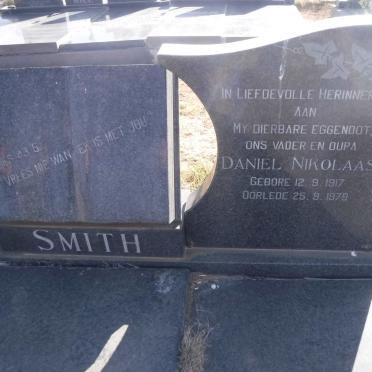 VREES NIE WANT EK IS MET JOU
SMITH
IN LIEFDEVOLLE HERINNER
AAN
MY DIERBARE EGGENOOT,
ONS VADER EN OUPA
DANIEL NIKOLAAS
GEBORE 12. 9. 1917
OORLEDE 25. 9. 1979